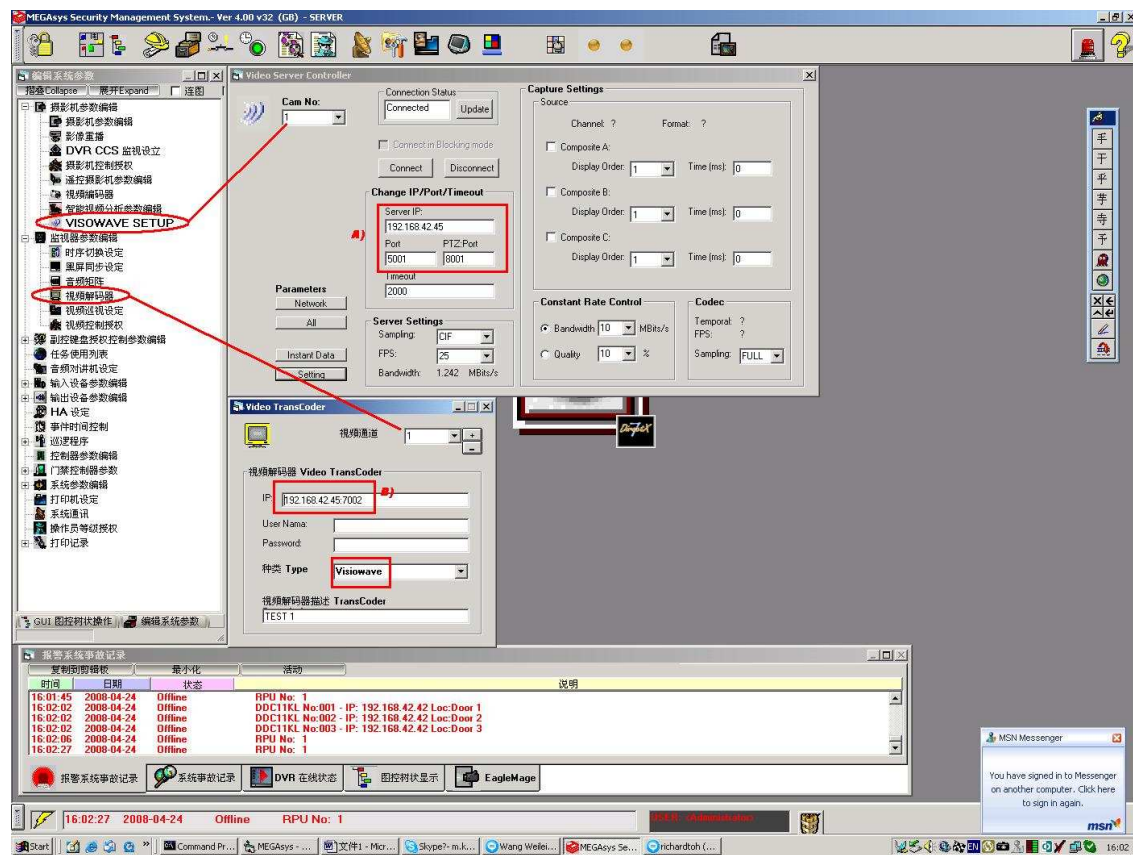 MEGAsys Security Management System.- Ver 4.00 v32 (GB) - SERVER
编辑系统参数
摺叠Collapse 展开Expand 连图
摄影机参数编辑
摄影机参数编辑
影像重播
DVR CCS 监视设立
摄影机控制授权
遥控摄影机参数编辑
視頻编码器
智能视频分析参数编辑
VISOWAVE SETUP
监视器参数编辑
时序切换设定
黑屏同步设定
音频矩阵
視頻解码器
视频巡视设定
视频控制授权
副控键盘授权控制参数编辑
任务使用列表
音频对讲机设定
输入设备参数编辑
输出设备参数编辑
HA 设定
事件时间控制
巡逻程序
控制器参数编辑
门禁控制器参数
系统参数编辑
打印机设定
系统通讯
操作员等级授权
打印记录
GUI 图控树状操作 编辑系统参数
Video Server Controller
Cam No:
1
Connection Status
Connected Update
Connect in Blocking mode
Connect Disconnect
Change IP/Port/Timeout
A)
Server IP:
192.168.42.45
Port PTZ:Port
5001 8001
Timeout
2000
Parameters
Network
All
Instant Data
Setting
Server Settings
Sampling: CIF
FPS: 25
Bandwidth: 1.242 MBits/s
Capture Settings
Source
Channel: ? Format: ?
Composite A:
Display Order: 1 Time (ms): 0
Composite B:
Display Order: 1 Time (ms): 0
Composite C:
Display Order: 1 Time (ms): 0
Constant Rate Control
Bandwidth 10 MBits/s
Quality 10 %
Codec
Temporal: ?
FPS: ?
Sampling: FULL
Video TransCoder
視頻通道 1
+
-
視頻解码器 Video TransCoder
IP: 192.168.42.45:7002
B)
User Name:
Password:
种类 Type Visiowave
視頻解码器描述 TransCoder
TEST 1
手
干
平
芋
寺
予
报警系统事故记录
复制到剪辑板 最小化 活动
时间 日期 状态 说明
16:01:45 2008-04-24 Offline RPU No: 1
16:02:02 2008-04-24 Offline DDC11KL No:001 - IP: 192.168.42.42 Loc:Door 1
16:02:02 2008-04-24 Offline DDC11KL No:002 - IP: 192.168.42.42 Loc:Door 2
16:02:02 2008-04-24 Offline DDC11KL No:003 - IP: 192.168.42.42 Loc:Door 3
16:02:06 2008-04-24 Offline RPU No: 1
16:02:27 2008-04-24 Offline RPU No: 1
报警系统事故记录 系统事故记录 DVR 在线状态 图控树状显示 EagleMage
MSN Messenger
You have signed in to Messenger
on another computer. Click here
to sign in again.
msn
16:02:27 2008-04-24 Offline RPU No: 1
USER: <Administrator>
Start Command Pr... MEGAsys - ... 文件1 - Micr... Skype?- m.k... Wang Weilei... MEGAsys Se... richardtoh (... EN 16:02